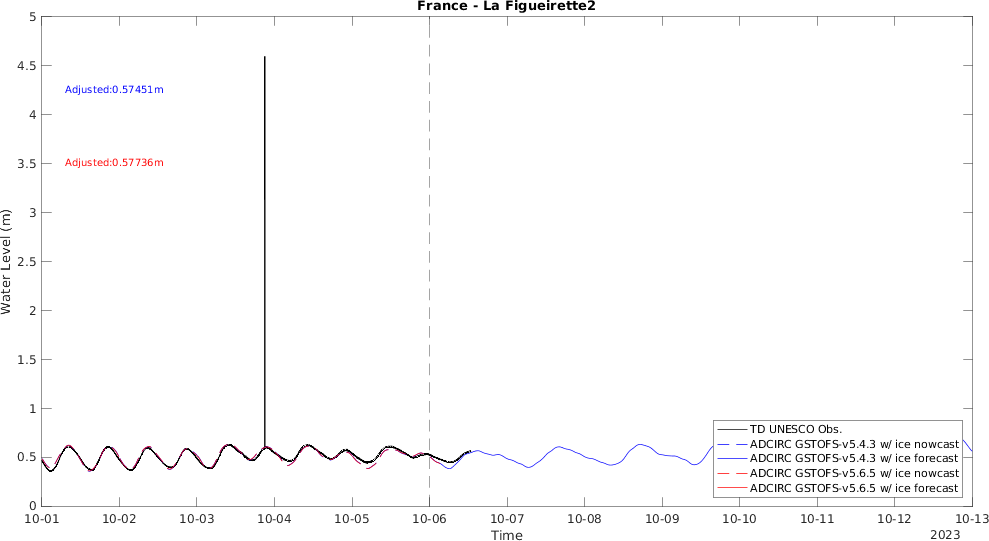 France - La Figueirette2
5
4.5
4
3.5
3
2.5
2
1.5
1
0.5
0
Water Level (m)
Adjusted:0.57451m
Adjusted:0.57736m
TD UNESCO Obs.
ADCIRC GSTOFS-v5.4.3 w/ ice nowcast
ADCIRC GSTOFS-v5.4.3 w/ ice forecast
ADCIRC GSTOFS-v5.6.5 w/ ice nowcast
ADCIRC GSTOFS-v5.6.5 w/ ice forecast
10-01 10-02 10-03 10-04 10-05 10-06 10-07 10-08 10-09 10-10 10-11 10-12 10-13
Time
2023